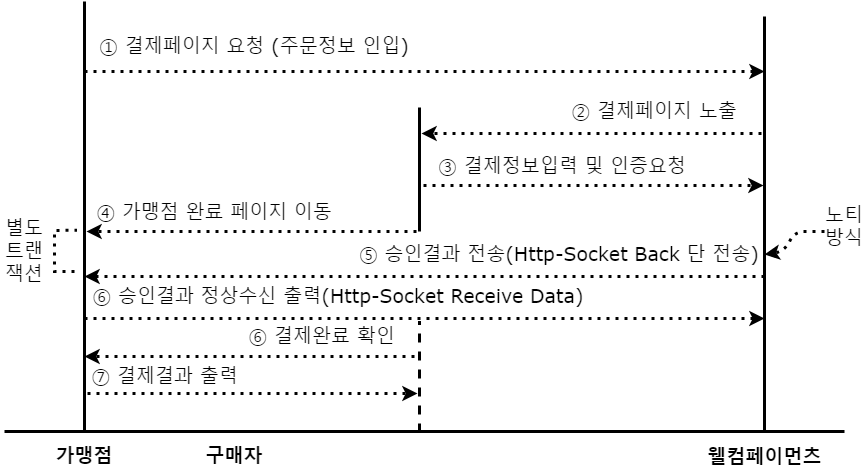 ① 결제페이지 요청 (주문정보 인입)
② 결제페이지 노출
③ 결제정보입력 및 인증요청
④ 가맹점 완료 페이지 이동
별도
트랜
잭션
노티
방식
⑤ 승인결과 전송(Http-Socket Back 단 전송)
⑥ 승인결과 정상수신 출력(Http-Socket Receive Data)
⑥ 결제완료 확인
⑦ 결제결과 출력
가맹점
구매자
웰컴페이먼츠